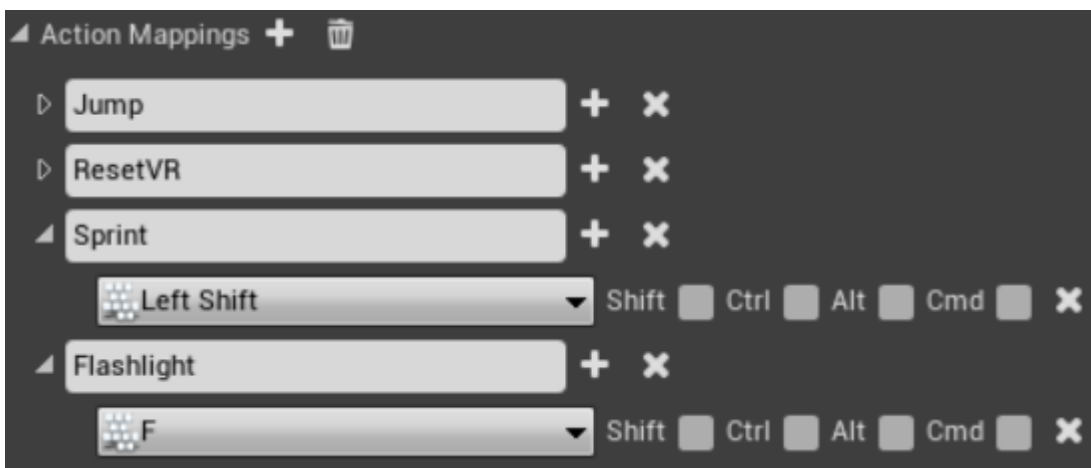 Action Mappings
Jump
ResetVR
Sprint
Left Shift Shift Ctrl Alt Cmd
Flashlight
F Shift Ctrl Alt Cmd